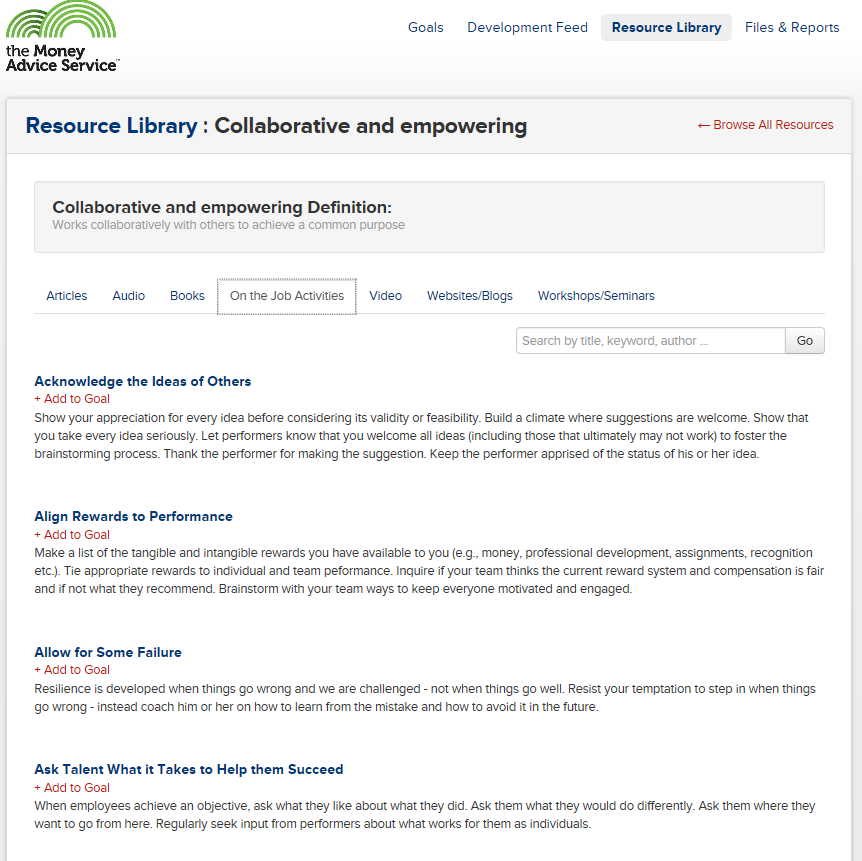 the Money
Advice Service™
Goals
Development Feed
Resource Library
Files & Reports
Resource Library : Collaborative and empowering
← Browse All Resources
Collaborative and empowering Definition:
Works collaboratively with others to achieve a common purpose
Articles
Audio
Books
On the Job Activities
Video
Websites/Blogs
Workshops/Seminars
Search by title, keyword, author ...
Go
Acknowledge the Ideas of Others
+ Add to Goal
Show your appreciation for every idea before considering its validity or feasibility. Build a climate where suggestions are welcome. Show that
you take every idea seriously. Let performers know that you welcome all ideas (including those that ultimately may not work) to foster the
brainstorming process. Thank the performer for making the suggestion. Keep the performer apprised of the status of his or her idea.
Align Rewards to Performance
+ Add to Goal
Make a list of the tangible and intangible rewards you have available to you (e.g., money, professional development, assignments, recognition
etc.). Tie appropriate rewards to individual and team peformance. Inquire if your team thinks the current reward system and compensation is fair
and if not what they recommend. Brainstorm with your team ways to keep everyone motivated and engaged.
Allow for Some Failure
+ Add to Goal
Resilience is developed when things go wrong and we are challenged - not when things go well. Resist your temptation to step in when things
go wrong - instead coach him or her on how to learn from the mistake and how to avoid it in the future.
Ask Talent What it Takes to Help them Succeed
+ Add to Goal
When employees achieve an objective, ask what they like about what they did. Ask them what they would do differently. Ask them where they
want to go from here. Regularly seek input from performers about what works for them as individuals.